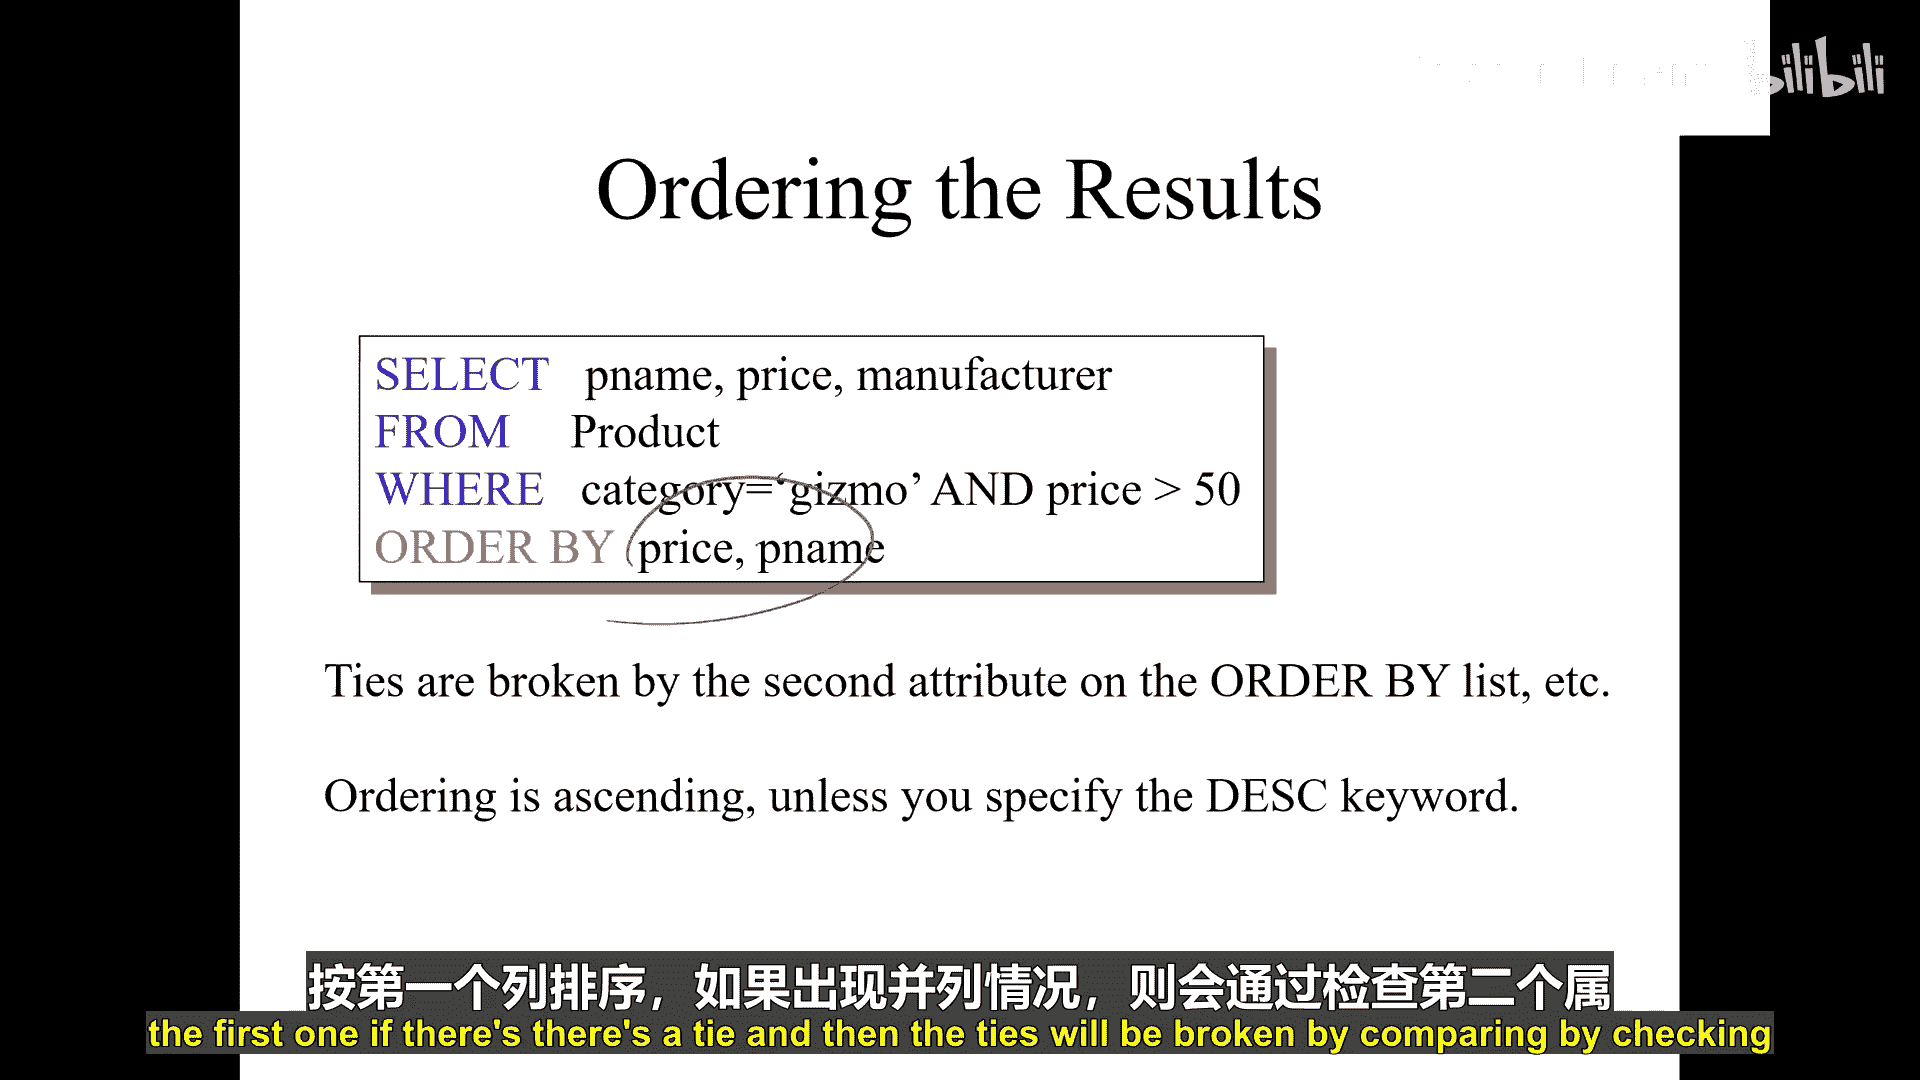 bilibili
Ordering the Results
SELECT pname, price, manufacturer
FROM Product
WHERE category=‘gizmo’ AND price > 50
ORDER BY price, pname
Ties are broken by the second attribute on the ORDER BY list, etc.
Ordering is ascending, unless you specify the DESC keyword.
按第一个列排序，如果出现并列情况，则会通过检查第二个属
the first one if there's there's a tie and then the ties will be broken by comparing by checking